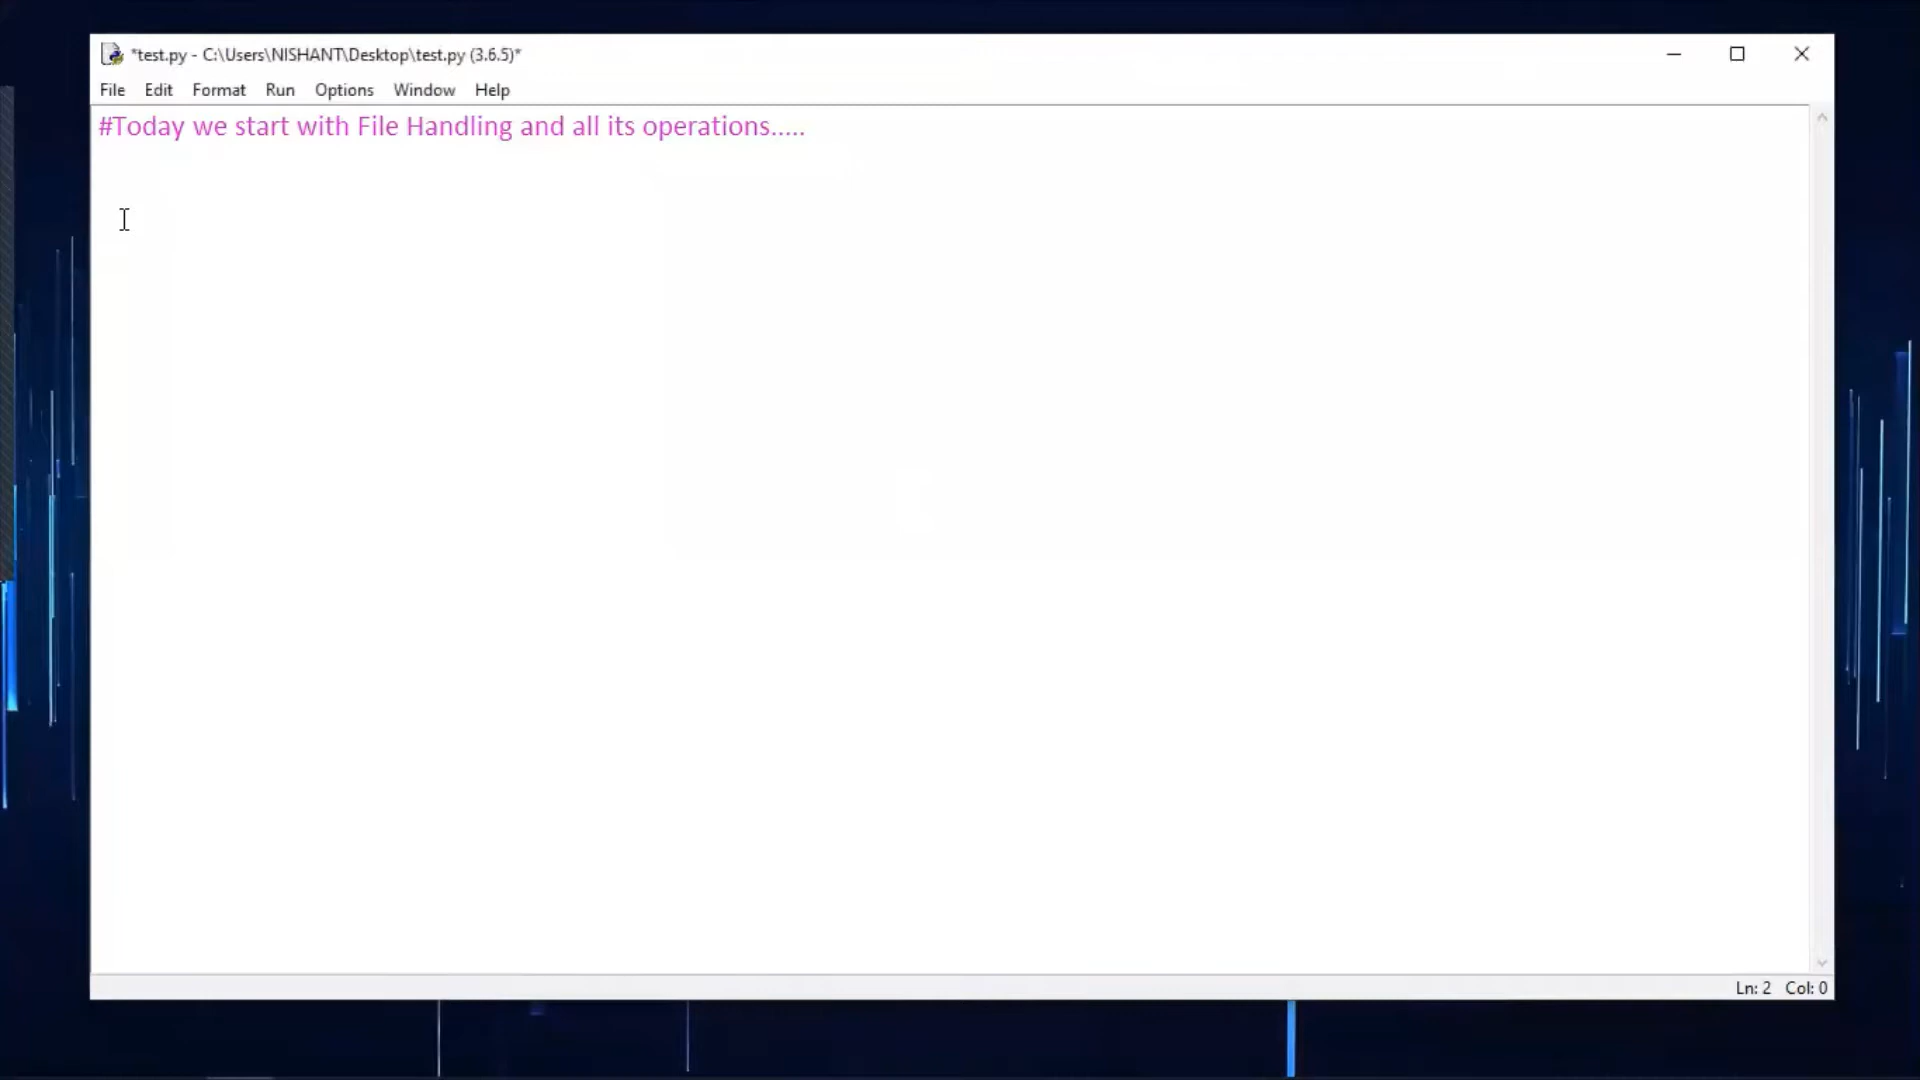 *test.py - C:\Users\NISHANT\Desktop\test.py (3.6.5)*
File Edit Format Run Options Window Help
#Today we start with File Handling and all its operations.....
Ln: 2 Col: 0